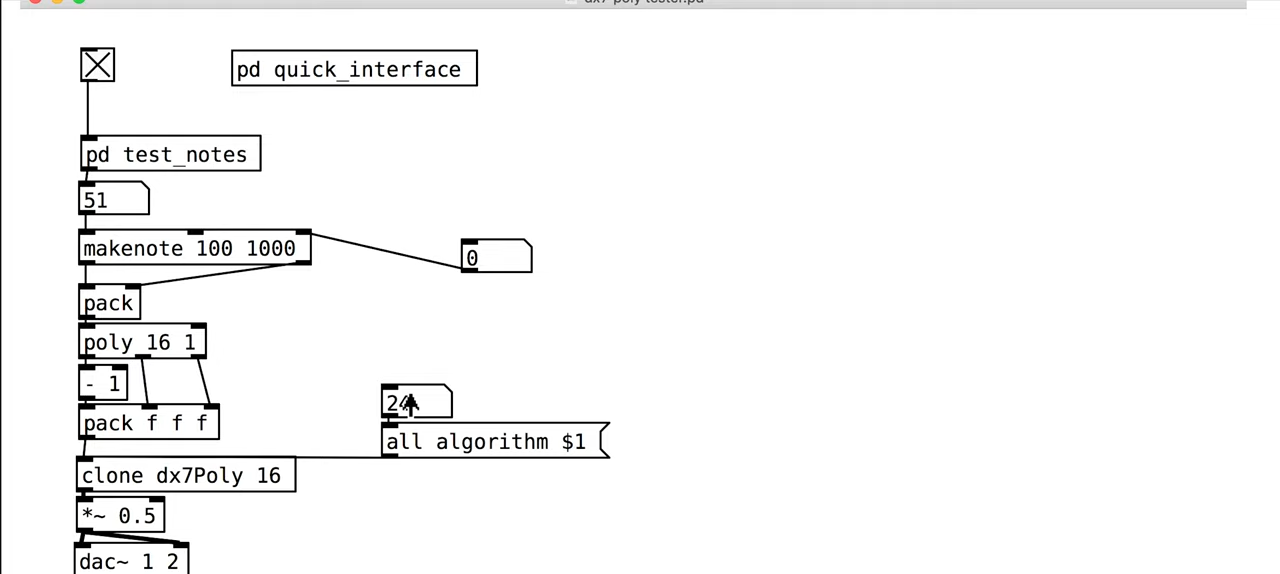 pd quick_interface
pd test_notes
51
makenote 100 1000
0
pack
poly 16 1
- 1
pack f f f
all algorithm $1
clone dx7Poly 16
*~ 0.5
dac~ 1 2